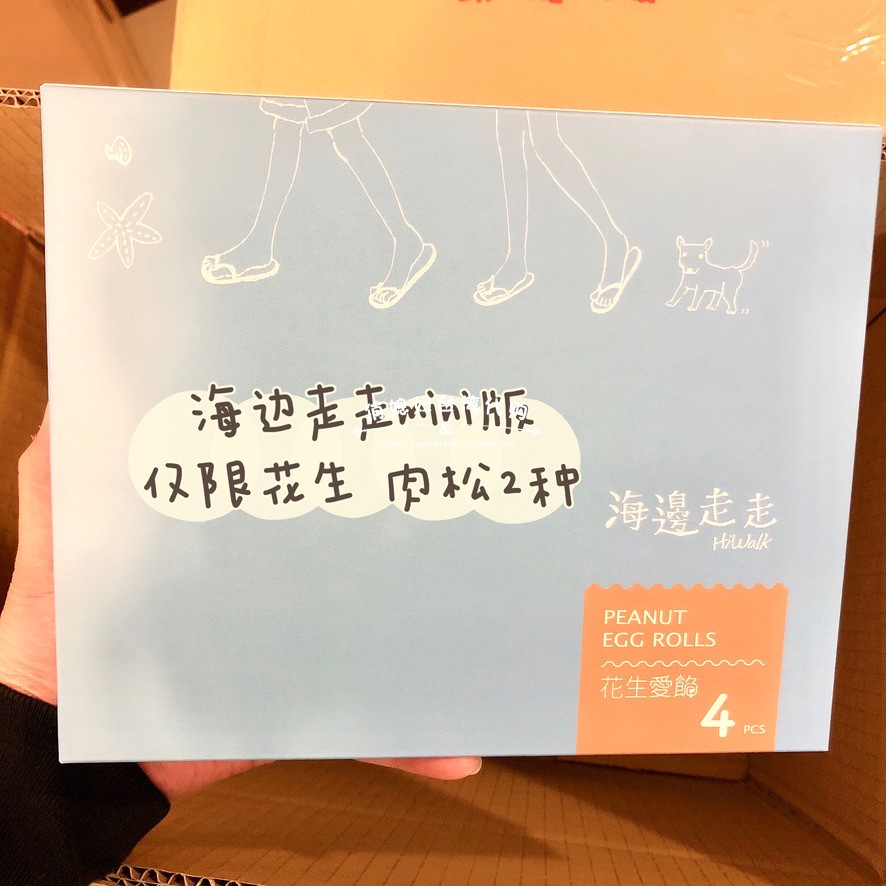 海边走走mini版
仅限花生 肉松2种
海邊走走
HiWalk
PEANUT
EGG ROLLS
花生愛餡
4 PCS